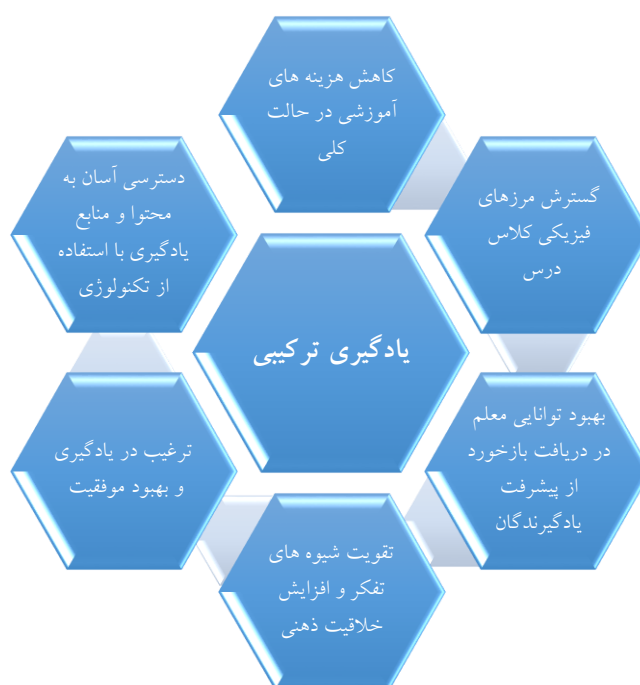 کاهش هزینه های
آموزشی در حالت
کلی
گسترش مرزهای
فیزیکی کلاس
درس
بهبود توانایی معلم
در دریافت بازخورد
از پیشرفت
یادگیرندگان
تقویت شیوه های
تفکر و افزایش
خلاقیت ذهنی
ترغیب در یادگیری
و بهبود موفقیت
دسترسی آسان به
محتوا و منابع
یادگیری با استفاده
از تکنولوژی
یادگیری ترکیبی